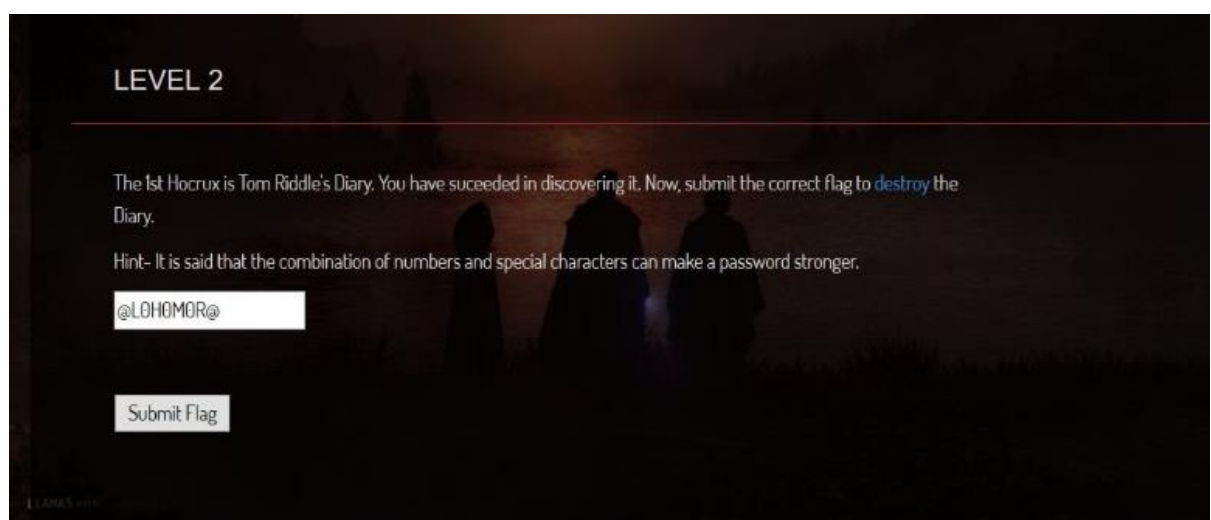 LEVEL 2
The 1st Hocrux is Tom Riddle's Diary. You have suceeded in discovering it. Now, submit the correct flag to destroy the
Diary.
Hint- It is said that the combination of numbers and special characters can make a password stronger.
@L0H0M0R@
Submit Flag
LLAMAS